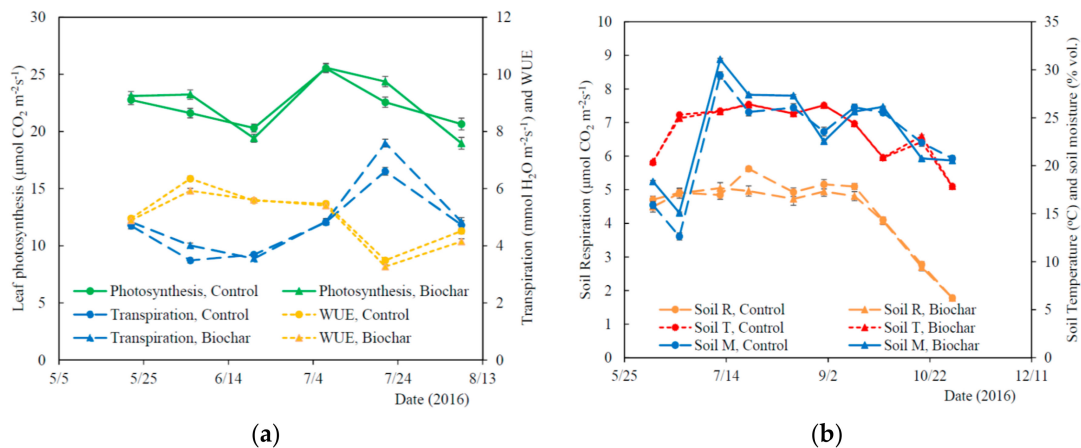 30
25
20
15
10
5
0
Leaf photosynthesis (µmol CO2 m-2s-1)
12
10
8
6
4
2
0
Transpiration (mmol H2O m-2s-1) and WUE
Photosynthesis, Control
Photosynthesis, Biochar
Transpiration, Control
WUE, Control
Transpiration, Biochar
WUE, Biochar
5/5 5/25 6/14 7/4 7/24 8/13
Date (2016)
(a)
10
9
8
7
6
5
4
3
2
1
0
Soil Respiration (µmol CO2 m-2s-1)
35
30
25
20
15
10
5
0
Soil Temperature (ºC) and soil moisture (% vol.)
Soil R, Control
Soil R, Biochar
Soil T, Control
Soil T, Biochar
Soil M, Control
Soil M, Biochar
5/25 7/14 9/2 10/22 12/11
Date (2016)
(b)